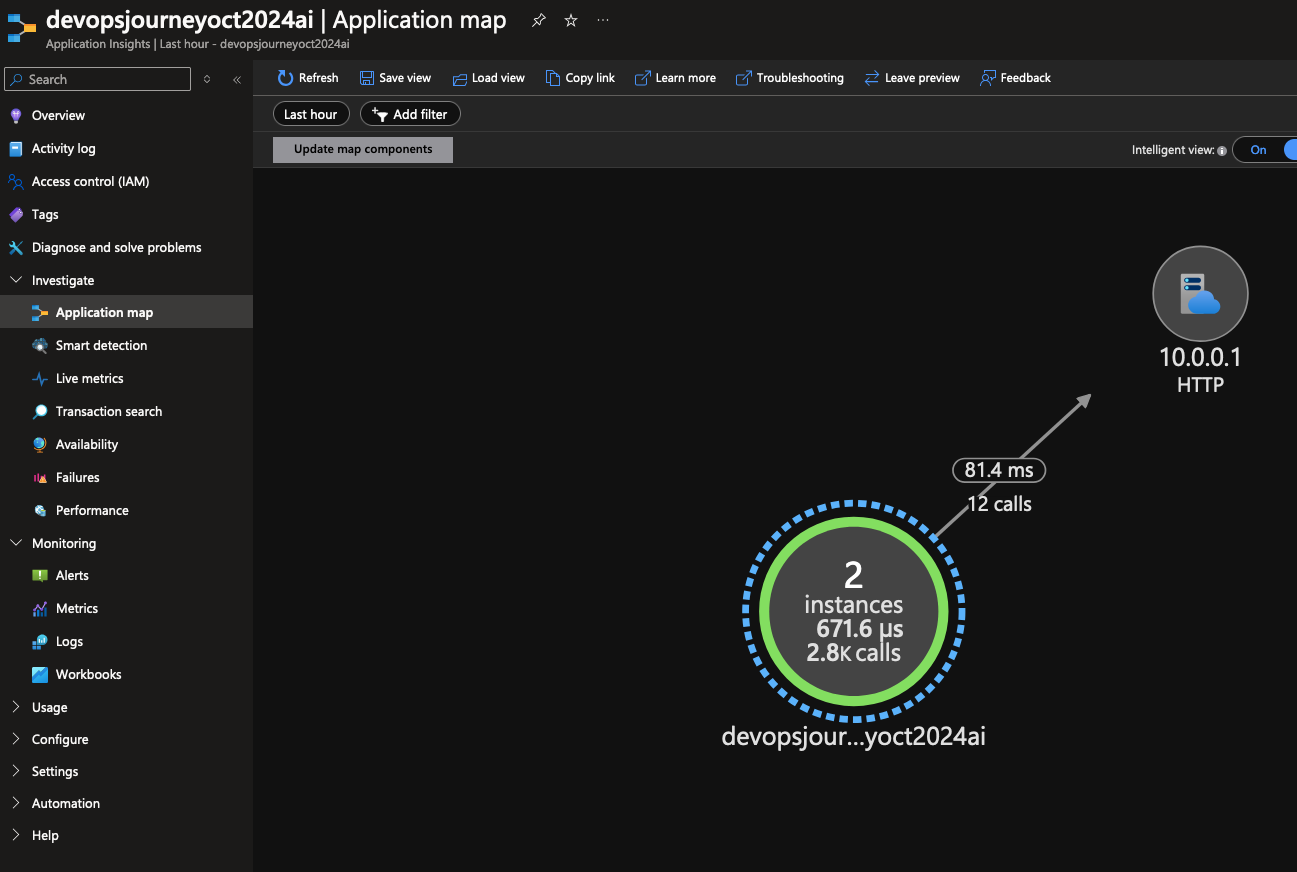 devopsjourneyoct2024ai | Application map
Application Insights | Last hour - devopsjourneyoct2024ai
Search
Overview
Activity log
Access control (IAM)
Tags
Diagnose and solve problems
Investigate
Application map
Smart detection
Live metrics
Transaction search
Availability
Failures
Performance
Monitoring
Alerts
Metrics
Logs
Workbooks
Usage
Configure
Settings
Automation
Help
Refresh Save view Load view Copy link Learn more Troubleshooting Leave preview Feedback
Last hour Add filter
Update map components
Intelligent view: On
10.0.0.1
HTTP
81.4 ms
12 calls
2
instances
671.6 µs
2.8K calls
devopsjour...yoct2024ai